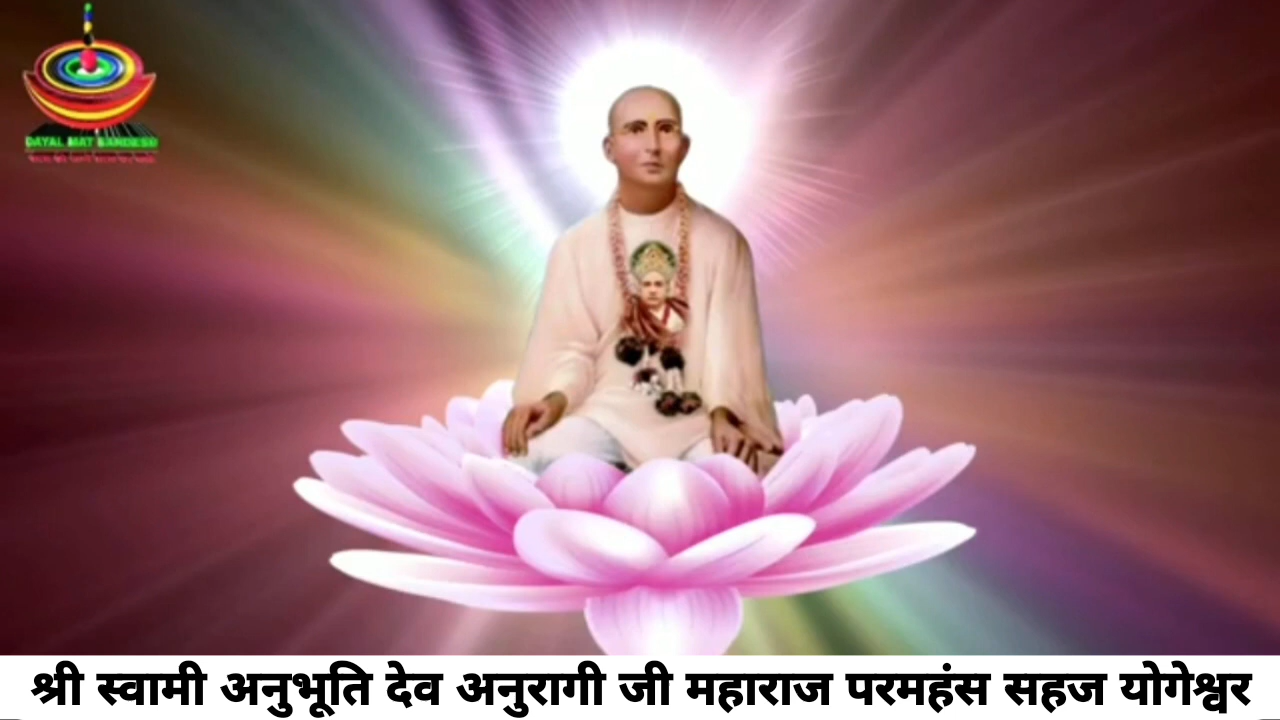 DAYAL MAT SANDESH
श्री स्वामी अनुभूति देव अनुरागी जी महाराज परमहंस सहज योगेश्वर